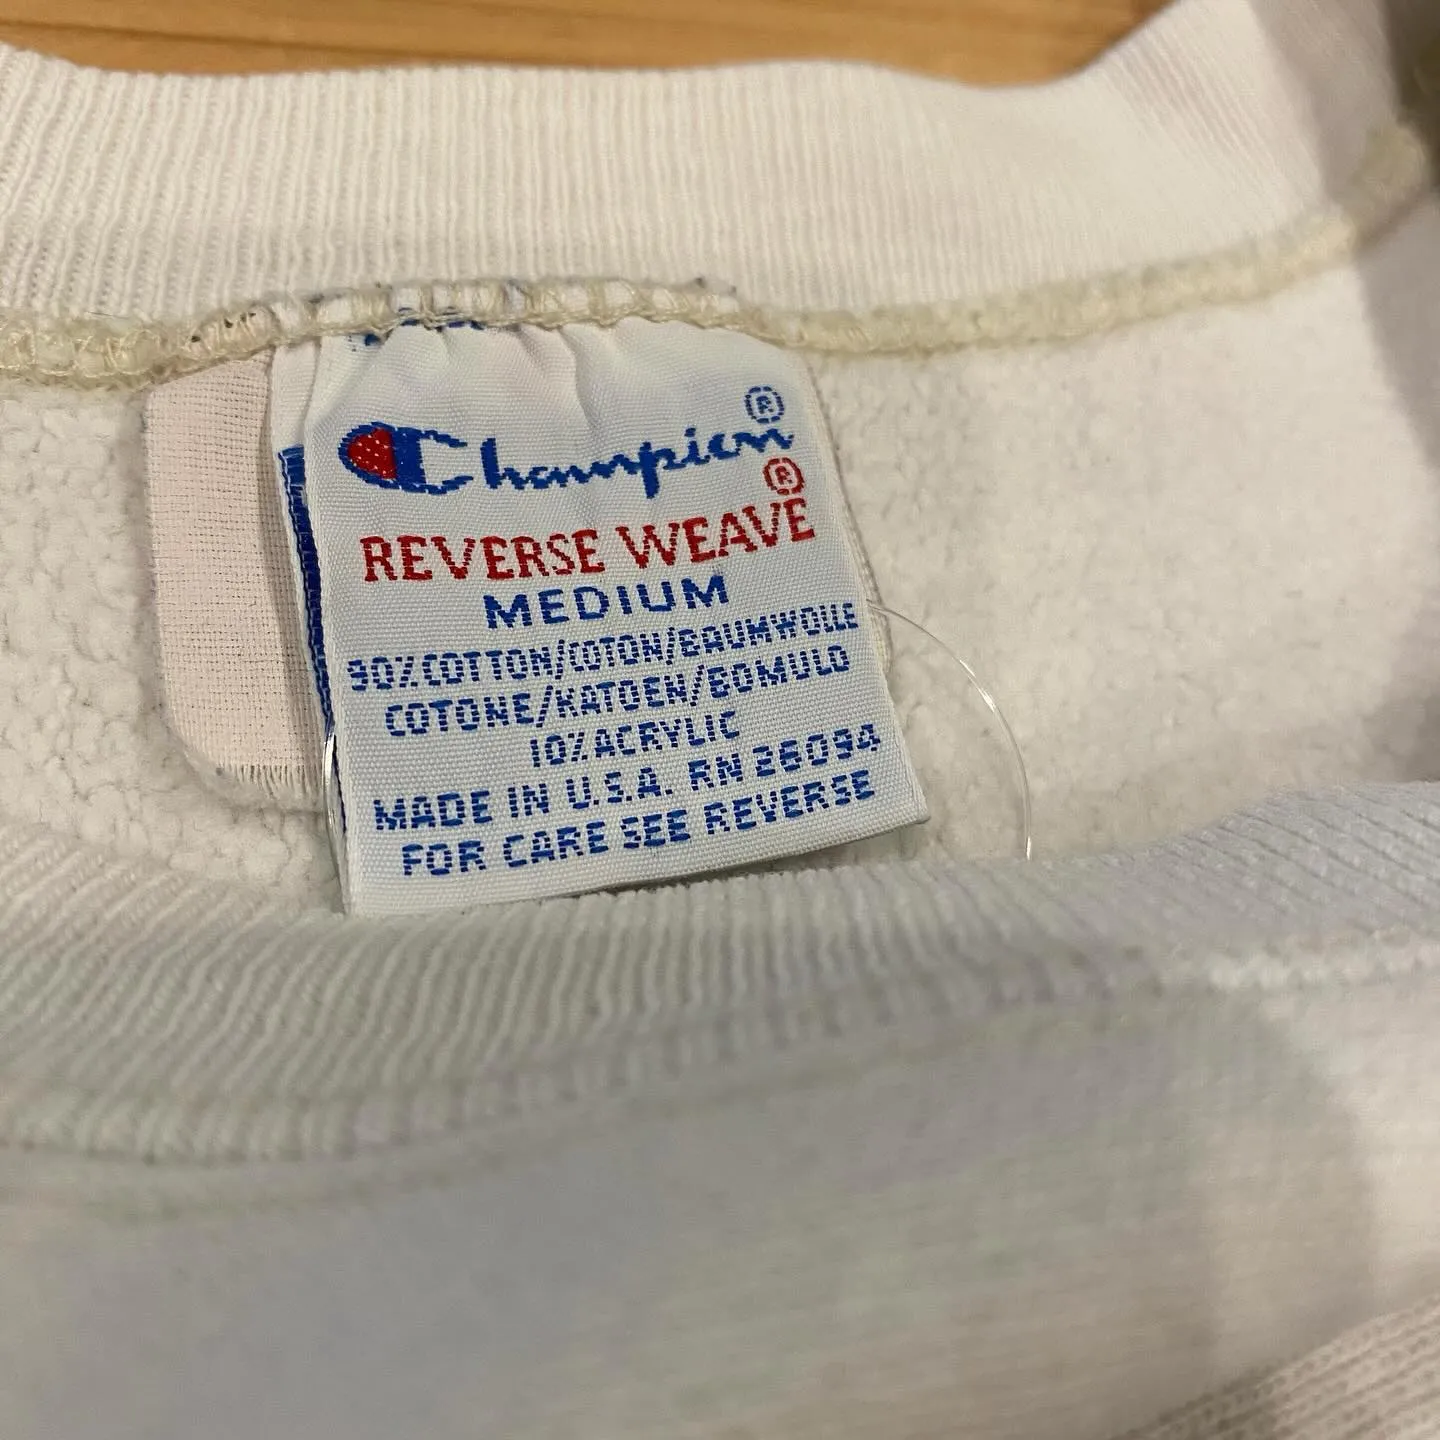 Champion®
REVERSE WEAVE®
MEDIUM
90% COTTON/COTON/BAUMWOLLE
COTONE/KATOEN/BOMULD
10% ACRYLIC
MADE IN U.S.A. RN 26094
FOR CARE SEE REVERSE